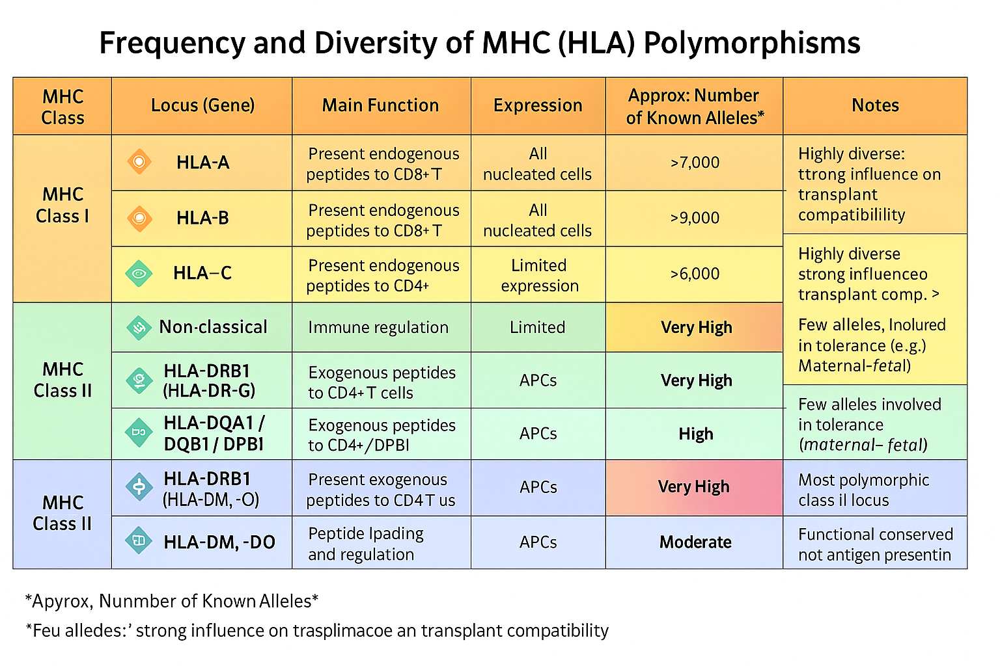 Frequency and Diversity of MHC (HLA) Polymorphisms
MHC
Class
Locus (Gene)
Main Function
Expression
Approx: Number
of Known Alleles*
Notes
MHC
Class I
HLA-A
Present endogenous
peptides to CD8+ T
All
nucleated cells
>7,000
Highly diverse:
ttrong influence on
transplant
compatibilility
HLA-B
Present endogenous
peptides to CD8+ T
All
nucleated cells
>9,000
HLA–C
Present endogenous
peptides to CD4+
Limited
expression
>6,000
Highly diverse
strong influenceo
transplant comp. >
MHC
Class II
Non-classical
Immune regulation
Limited
Very High
Few alleles, Inolured
in tolerance (e.g.)
Maternal-fetal)
HLA-DRB1
(HLA-DR-G)
Exogenous peptides
to CD4+ T cells
APCs
Very High
HLA-DQA1 /
DQB1 / DPB1
Exogenous peptides
to CD4+/DPBI
APCs
High
Few alleles involved
in tolerance
(maternal– fetal)
MHC
Class II
HLA-DRB1
(HLA-DM, -O)
Present exogenous
peptides to CD4 T us
APCs
Very High
Most polymorphic
class il locus
HLA-DM, -DO
Peptide lpading
and regulation
APCs
Moderate
Functional conserved
not antigen presentin
*Apyrox, Nunmber of Known Alleles*
*Feu alledes:’ strong influence on trasplimacoe an transplant compatibility